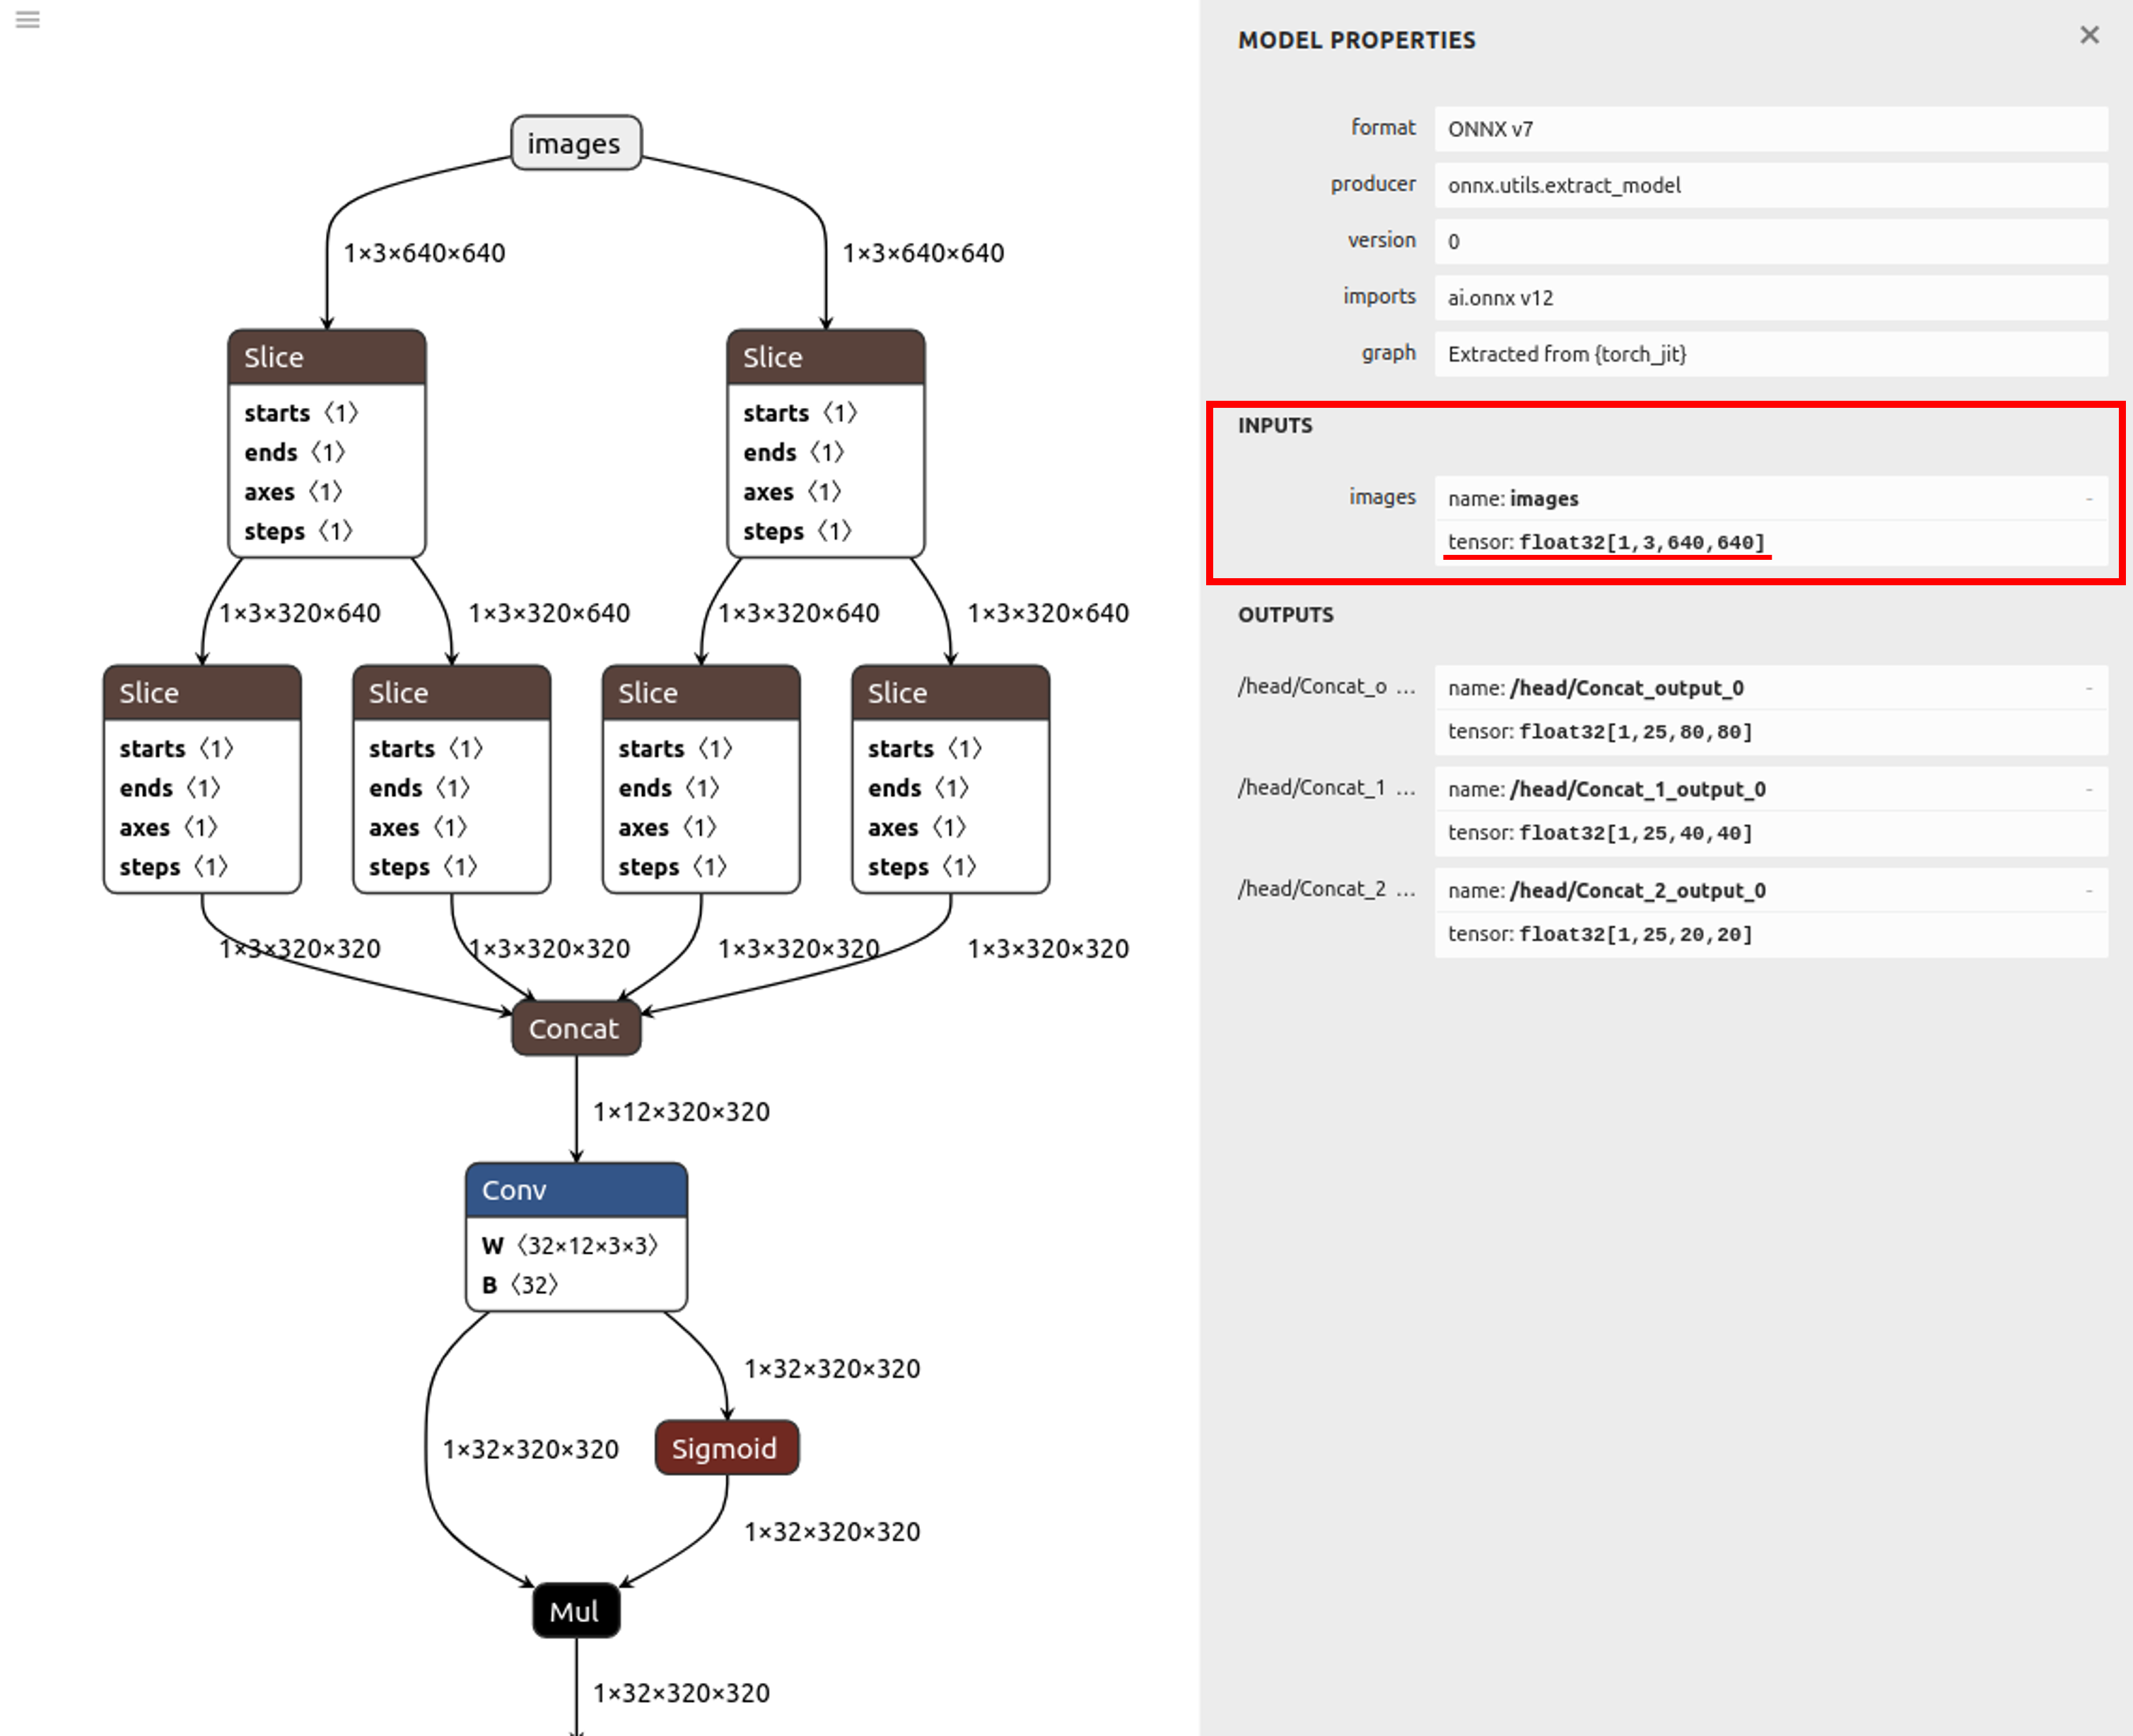 images
1×3×640×640 1×3×640×640
Slice Slice
starts 〈1〉 starts 〈1〉
ends 〈1〉 ends 〈1〉
axes 〈1〉 axes 〈1〉
steps 〈1〉 steps 〈1〉
1×3×320×640 1×3×320×640 1×3×320×640 1×3×320×640
Slice Slice Slice Slice
starts 〈1〉 starts 〈1〉 starts 〈1〉 starts 〈1〉
ends 〈1〉 ends 〈1〉 ends 〈1〉 ends 〈1〉
axes 〈1〉 axes 〈1〉 axes 〈1〉 axes 〈1〉
steps 〈1〉 steps 〈1〉 steps 〈1〉 steps 〈1〉
1×3×320×320 1×3×320×320 1×3×320×320 1×3×320×320
Concat
1×12×320×320
Conv
W 〈32×12×3×3〉
B 〈32〉
1×32×320×320
1×32×320×320 Sigmoid
1×32×320×320
Mul
1×32×320×320
MODEL PROPERTIES ×
format ONNX v7
producer onnx.utils.extract_model
version 0
imports ai.onnx v12
graph Extracted from {torch_jit}
INPUTS
images name: images -
tensor: float32[1,3,640,640]
OUTPUTS
/head/Concat_o ... name: /head/Concat_output_0 -
tensor: float32[1,25,80,80]
/head/Concat_1 ... name: /head/Concat_1_output_0 -
tensor: float32[1,25,40,40]
/head/Concat_2 ... name: /head/Concat_2_output_0 -
tensor: float32[1,25,20,20]